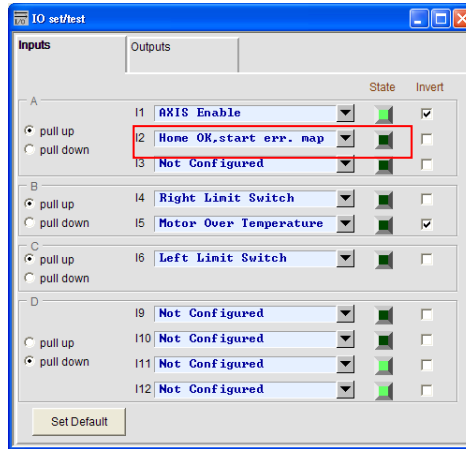 IO set/test
Inputs
Outputs
State Invert
A
pull up
pull down
I1 AXIS Enable
I2 Home OK,start err. map
I3 Not Configured
B
pull up
pull down
I4 Right Limit Switch
I5 Motor Over Temperature
C
pull up
pull down
I6 Left Limit Switch
D
pull up
pull down
I9 Not Configured
I10 Not Configured
I11 Not Configured
I12 Not Configured
Set Default